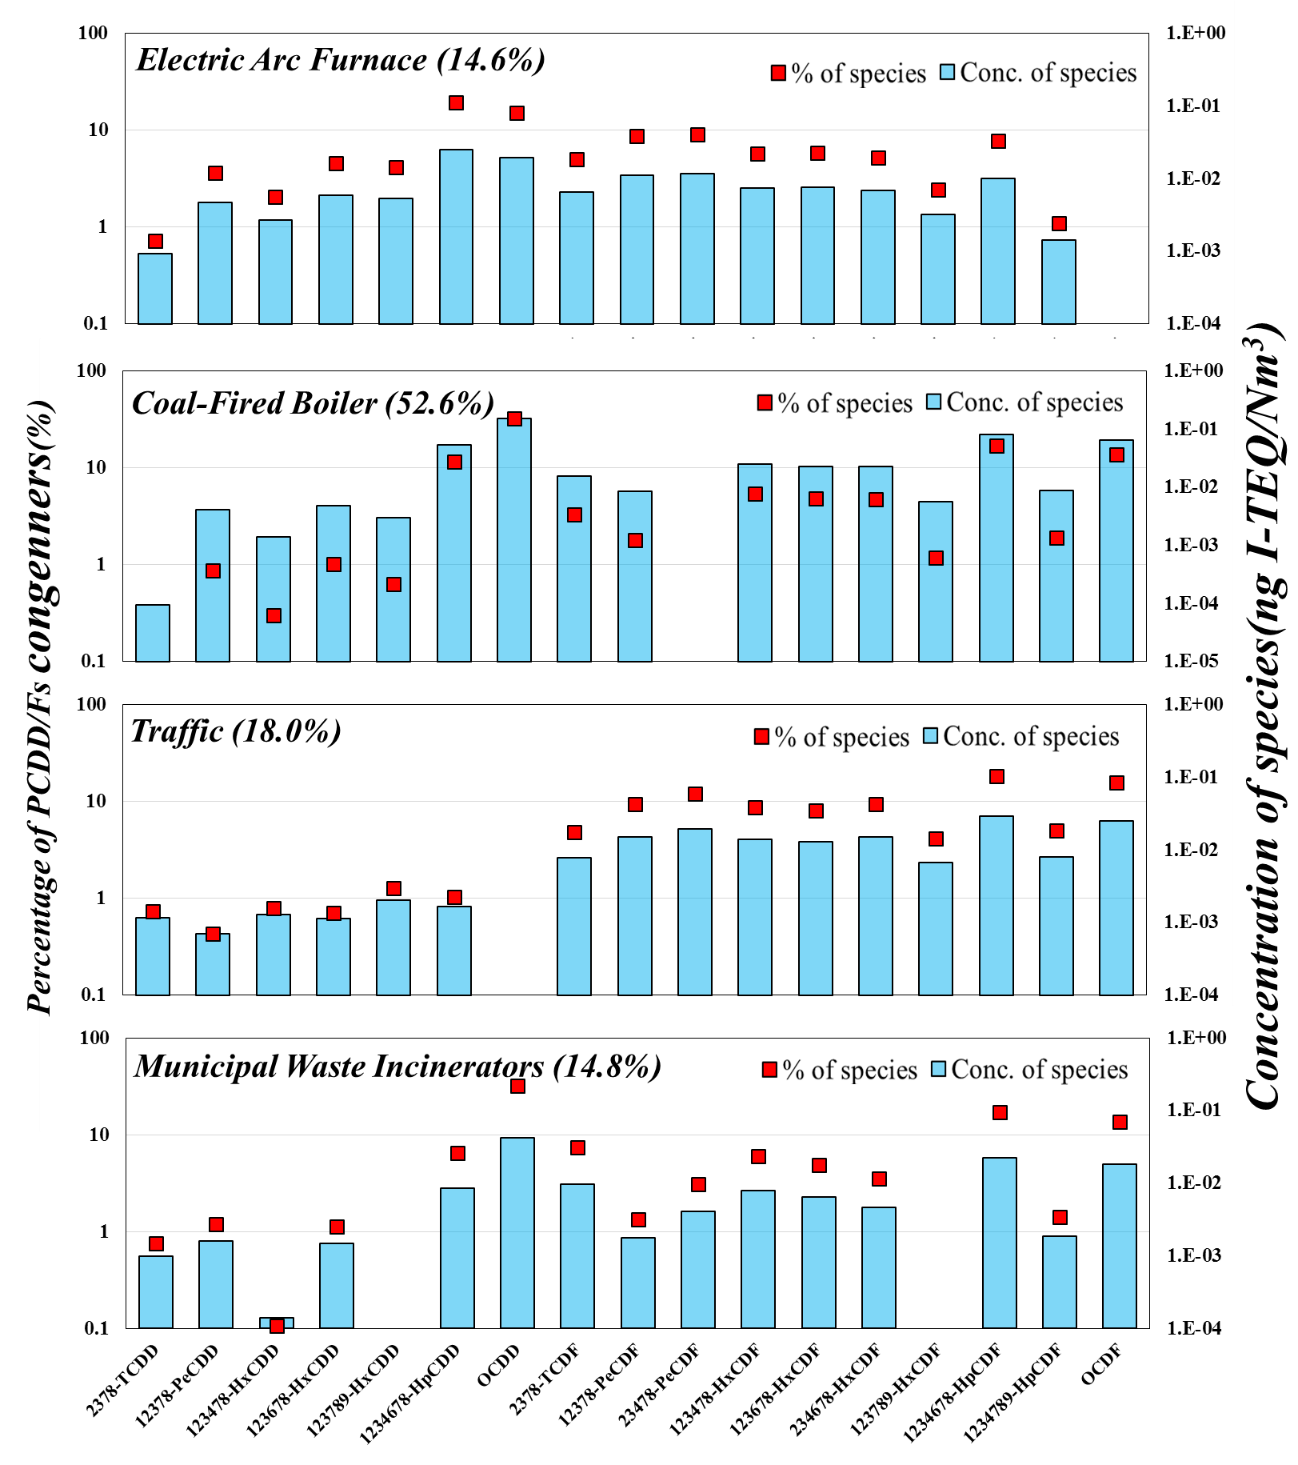 Percentage of PCDD/Fs congenners(%)
Concentration of species(ng I-TEQ/Nm3)
Electric Arc Furnace (14.6%)
% of species
Conc. of species
100
10
1
0.1
1.E+00
1.E-01
1.E-02
1.E-03
1.E-04
Coal-Fired Boiler (52.6%)
% of species
Conc. of species
100
10
1
0.1
1.E+00
1.E-01
1.E-02
1.E-03
1.E-04
1.E-05
Traffic (18.0%)
% of species
Conc. of species
100
10
1
0.1
1.E+00
1.E-01
1.E-02
1.E-03
1.E-04
Municipal Waste Incinerators (14.8%)
% of species
Conc. of species
100
10
1
0.1
1.E+00
1.E-01
1.E-02
1.E-03
1.E-04
2378-TCDD
12378-PeCDD
123478-HxCDD
123678-HxCDD
123789-HxCDD
1234678-HpCDD
OCDD
2378-TCDF
12378-PeCDF
23478-PeCDF
123478-HxCDF
123678-HxCDF
234678-HxCDF
123789-HxCDF
1234678-HpCDF
1234789-HpCDF
OCDF